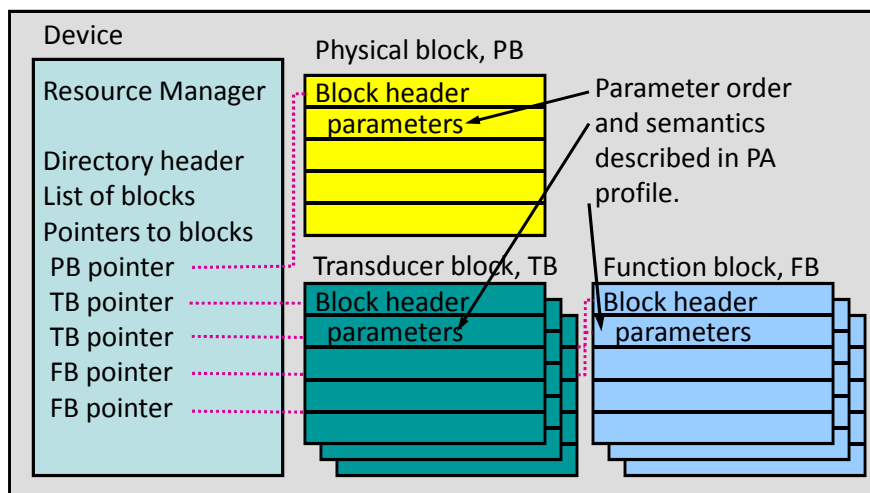 Device
Resource Manager
Directory header
List of blocks
Pointers to blocks
PB pointer
TB pointer
TB pointer
FB pointer
FB pointer
Physical block, PB
Block header
parameters
Parameter order
and semantics
described in PA
profile.
Transducer block, TB
Block header
parameters
Function block, FB
Block header
parameters